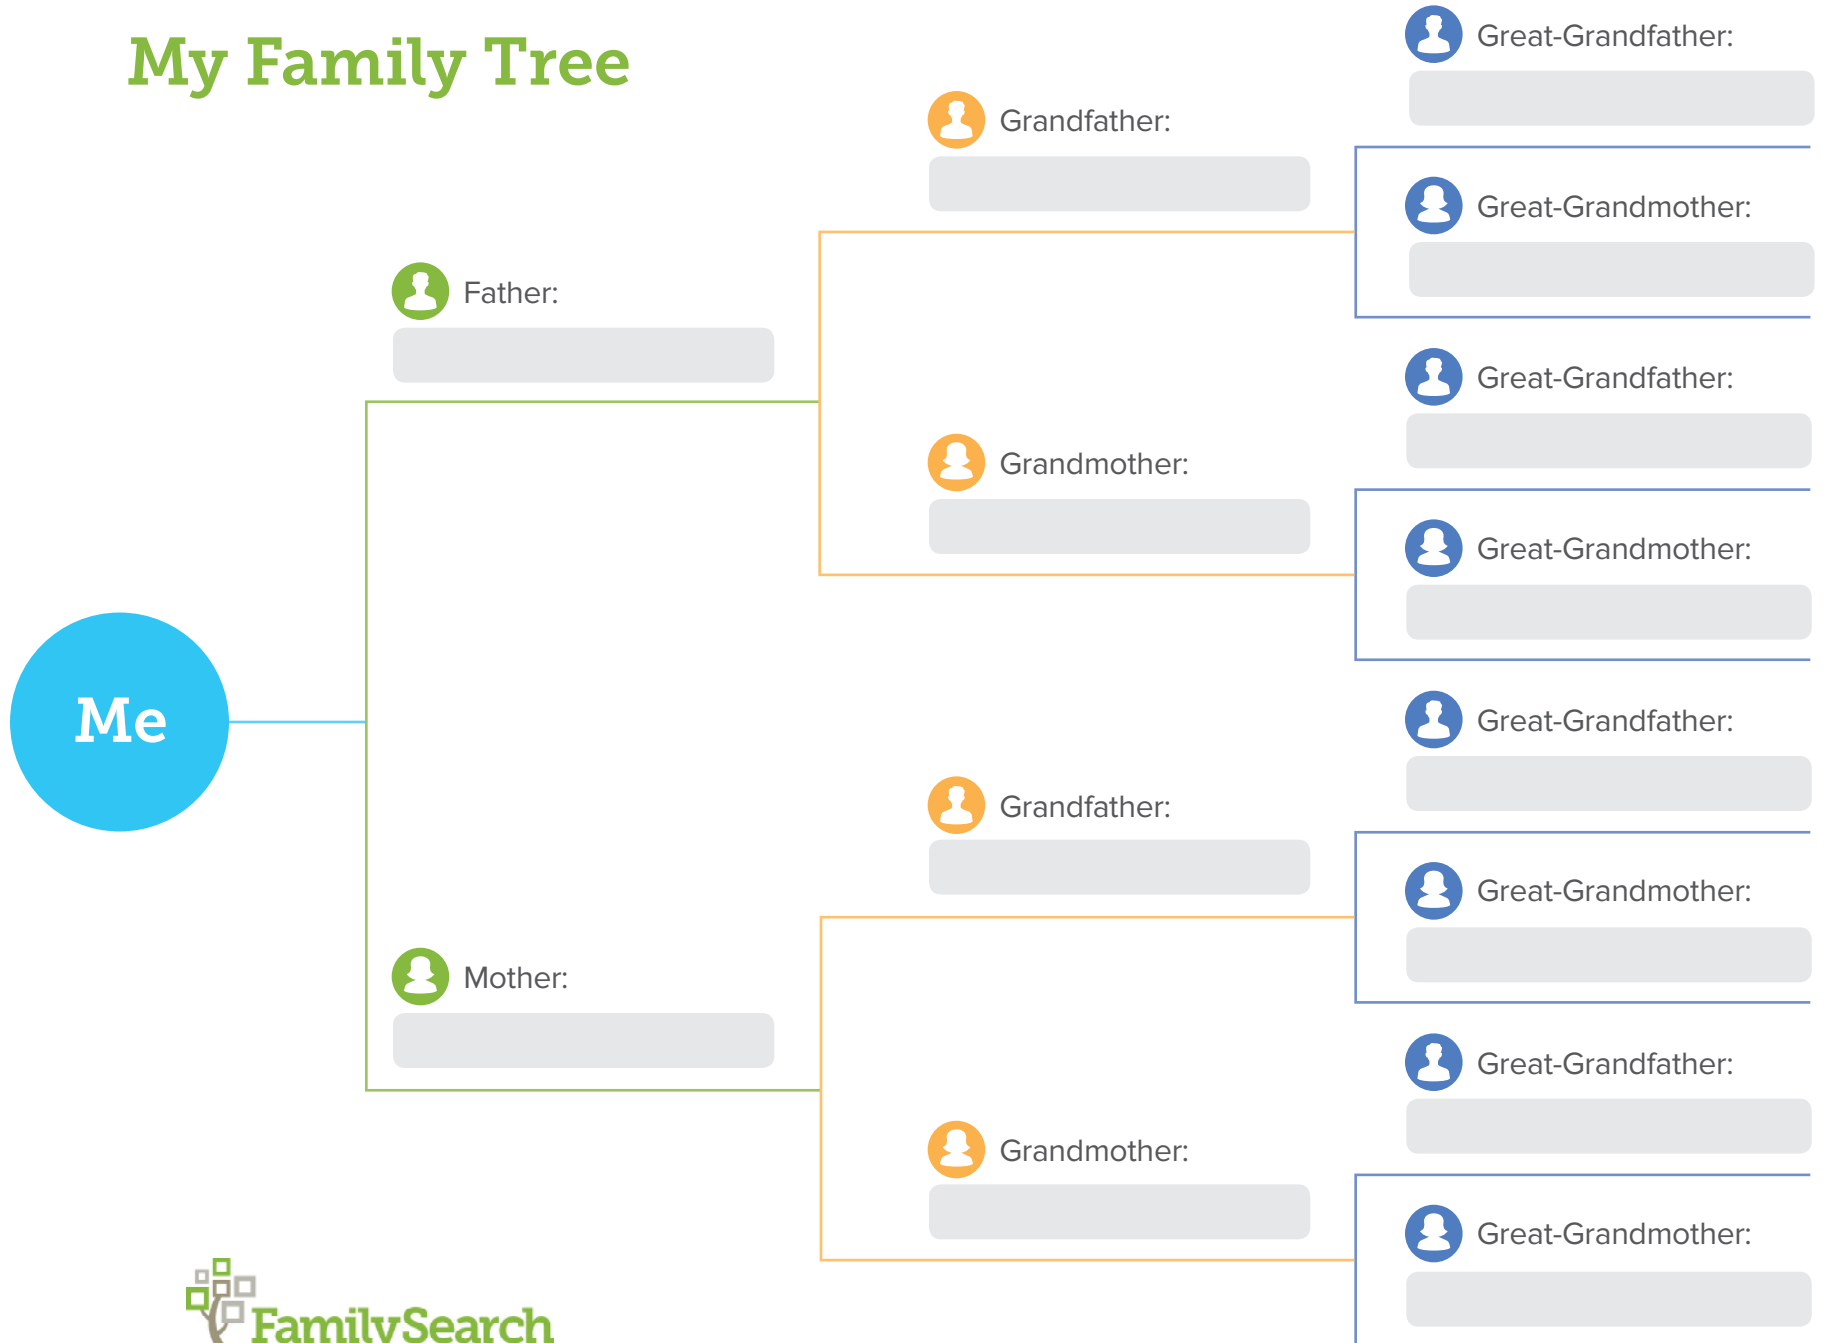 My Family Tree
Me
Father:
Mother:
Grandfather:
Grandmother:
Grandfather:
Grandmother:
Great-Grandfather:
Great-Grandmother:
Great-Grandfather:
Great-Grandmother:
Great-Grandfather:
Great-Grandmother:
Great-Grandfather:
Great-Grandmother:
FamilySearch